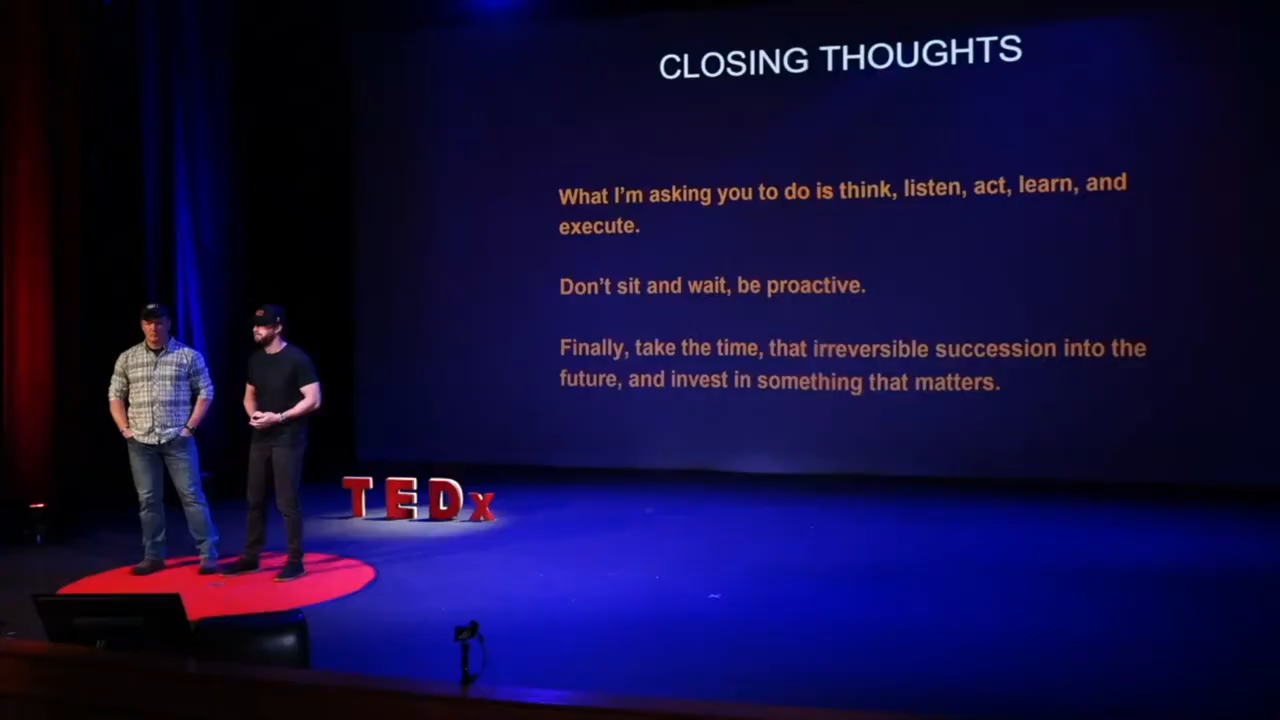 CLOSING THOUGHTS
What I'm asking you to do is think, listen, act, learn, and
execute.
Don't sit and wait, be proactive.
Finally, take the time, that irreversible succession into the
future, and invest in something that matters.
TEDx